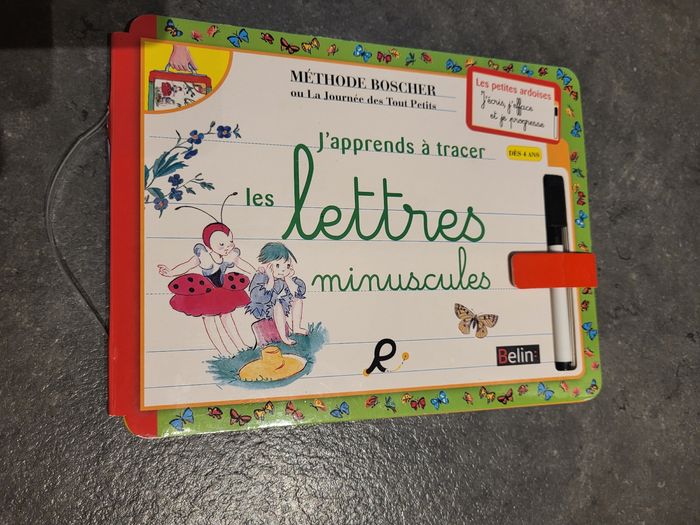 MÉTHODE BOSCHER
ou La Journée des Tout Petits
Les petites ardoises
J'écris, j'efface
et je progresse
J'apprends à tracer
DÈS 4 ANS
les lettres
minuscules
e
Belin: